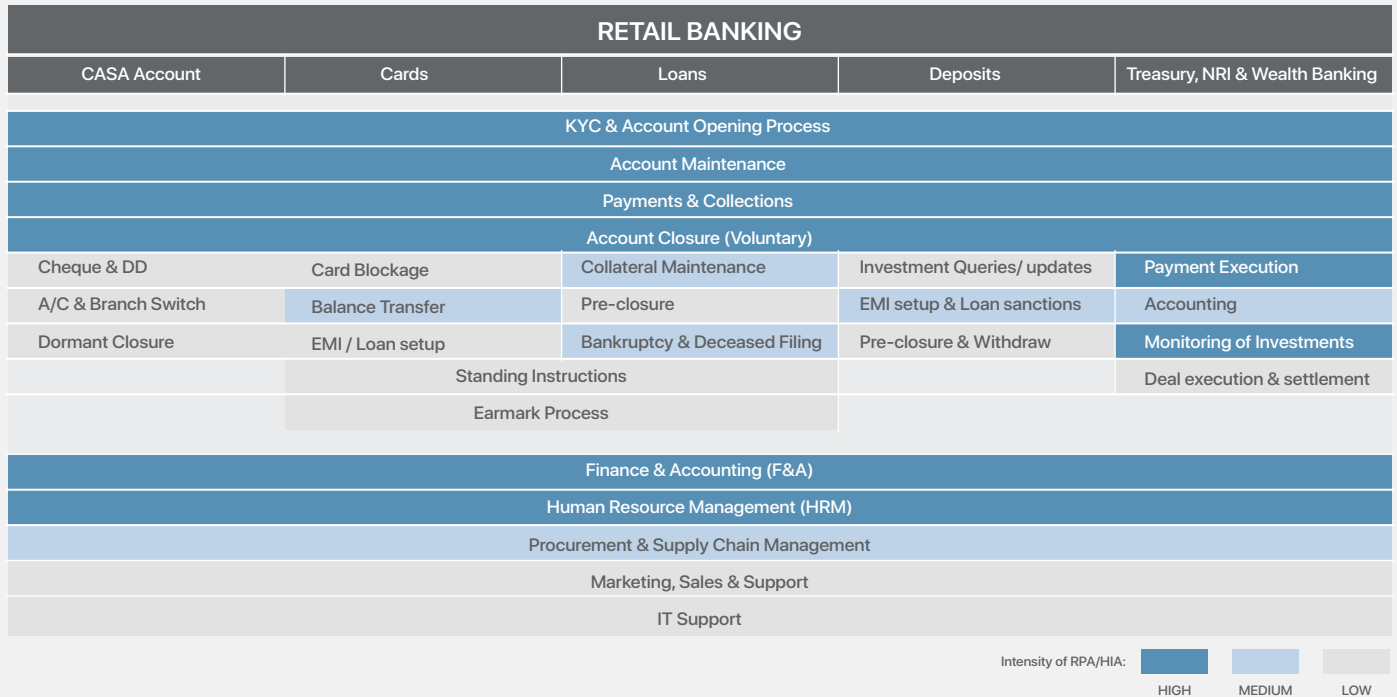 RETAIL BANKING
CASA Account
Cards
Loans
Deposits
Treasury, NRI & Wealth Banking
KYC & Account Opening Process
Account Maintenance
Payments & Collections
Account Closure (Voluntary)
Cheque & DD
Card Blockage
Collateral Maintenance
Investment Queries/ updates
Payment Execution
A/C & Branch Switch
Balance Transfer
Pre-closure
EMI setup & Loan sanctions
Accounting
Dormant Closure
EMI / Loan setup
Bankruptcy & Deceased Filing
Pre-closure & Withdraw
Monitoring of Investments
Standing Instructions
Deal execution & settlement
Earmark Process
Finance & Accounting (F&A)
Human Resource Management (HRM)
Procurement & Supply Chain Management
Marketing, Sales & Support
IT Support
Intensity of RPA/HIA:
HIGH
MEDIUM
LOW